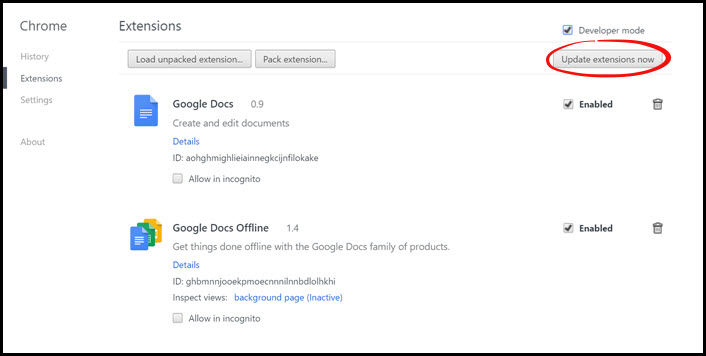 Chrome
Extensions
Developer mode
History
Extensions
Settings
About
Load unpacked extension... Pack extension... Update extensions now
Google Docs 0.9 Enabled
Create and edit documents
Details
ID: aohghmighlieiainnegkcijnfilokake
Allow in incognito
Google Docs Offline 1.4 Enabled
Get things done offline with the Google Docs family of products.
Details
ID: ghbmnnjooekpmoecnnnilnnbdlolhkhi
Inspect views: background page (Inactive)
Allow in incognito